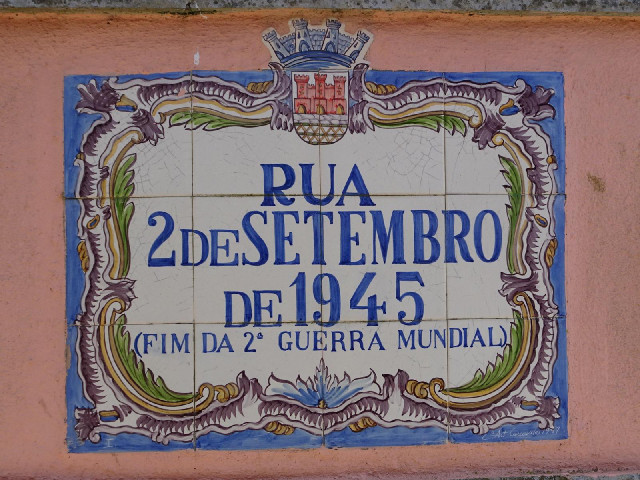 RUA
2 DE SETEMBRO
DE 1945
(FIM DA 2ª GUERRA MUNDIAL)